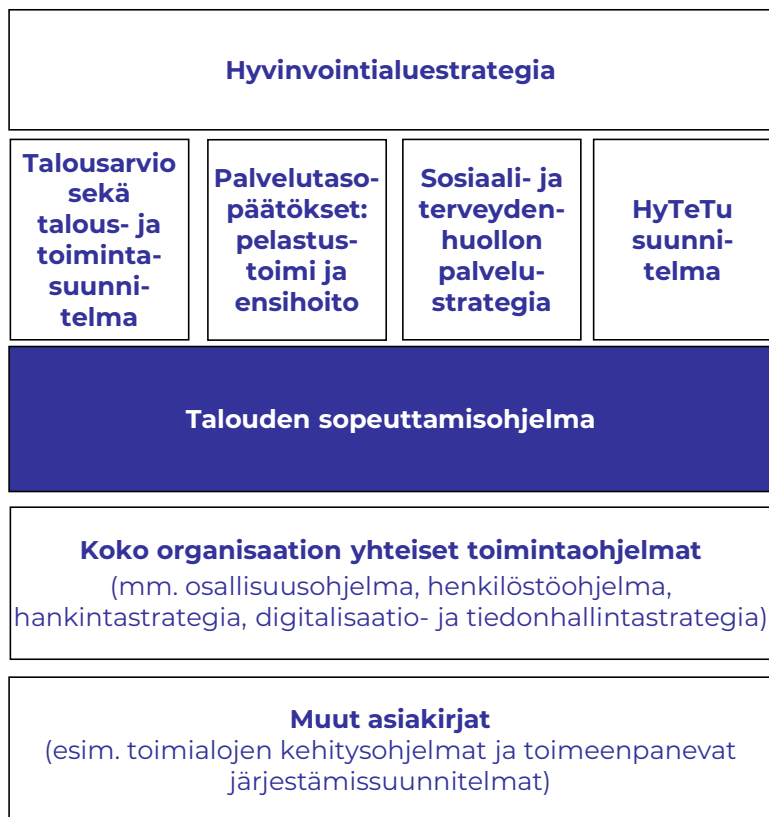 Hyvinvointialuestrategia
Talousarvio
sekä
talous- ja
toiminta-
suunni-
telma
Palvelutaso-
päätökset:
pelastus-
toimi ja
ensihoito
Sosiaali- ja
terveyden-
huollon
palvelu-
strategia
HyTeTu
suunni-
telma
Talouden sopeuttamisohjelma
Koko organisaation yhteiset toimintaohjelmat
(mm. osallisuusohjelma, henkilöstöohjelma,
hankintastrategia, digitalisaatio- ja tiedonhallintastrategia)
Muut asiakirjat
(esim. toimialojen kehitysohjelmat ja toimeenpanevat
järjestämissuunnitelmat)